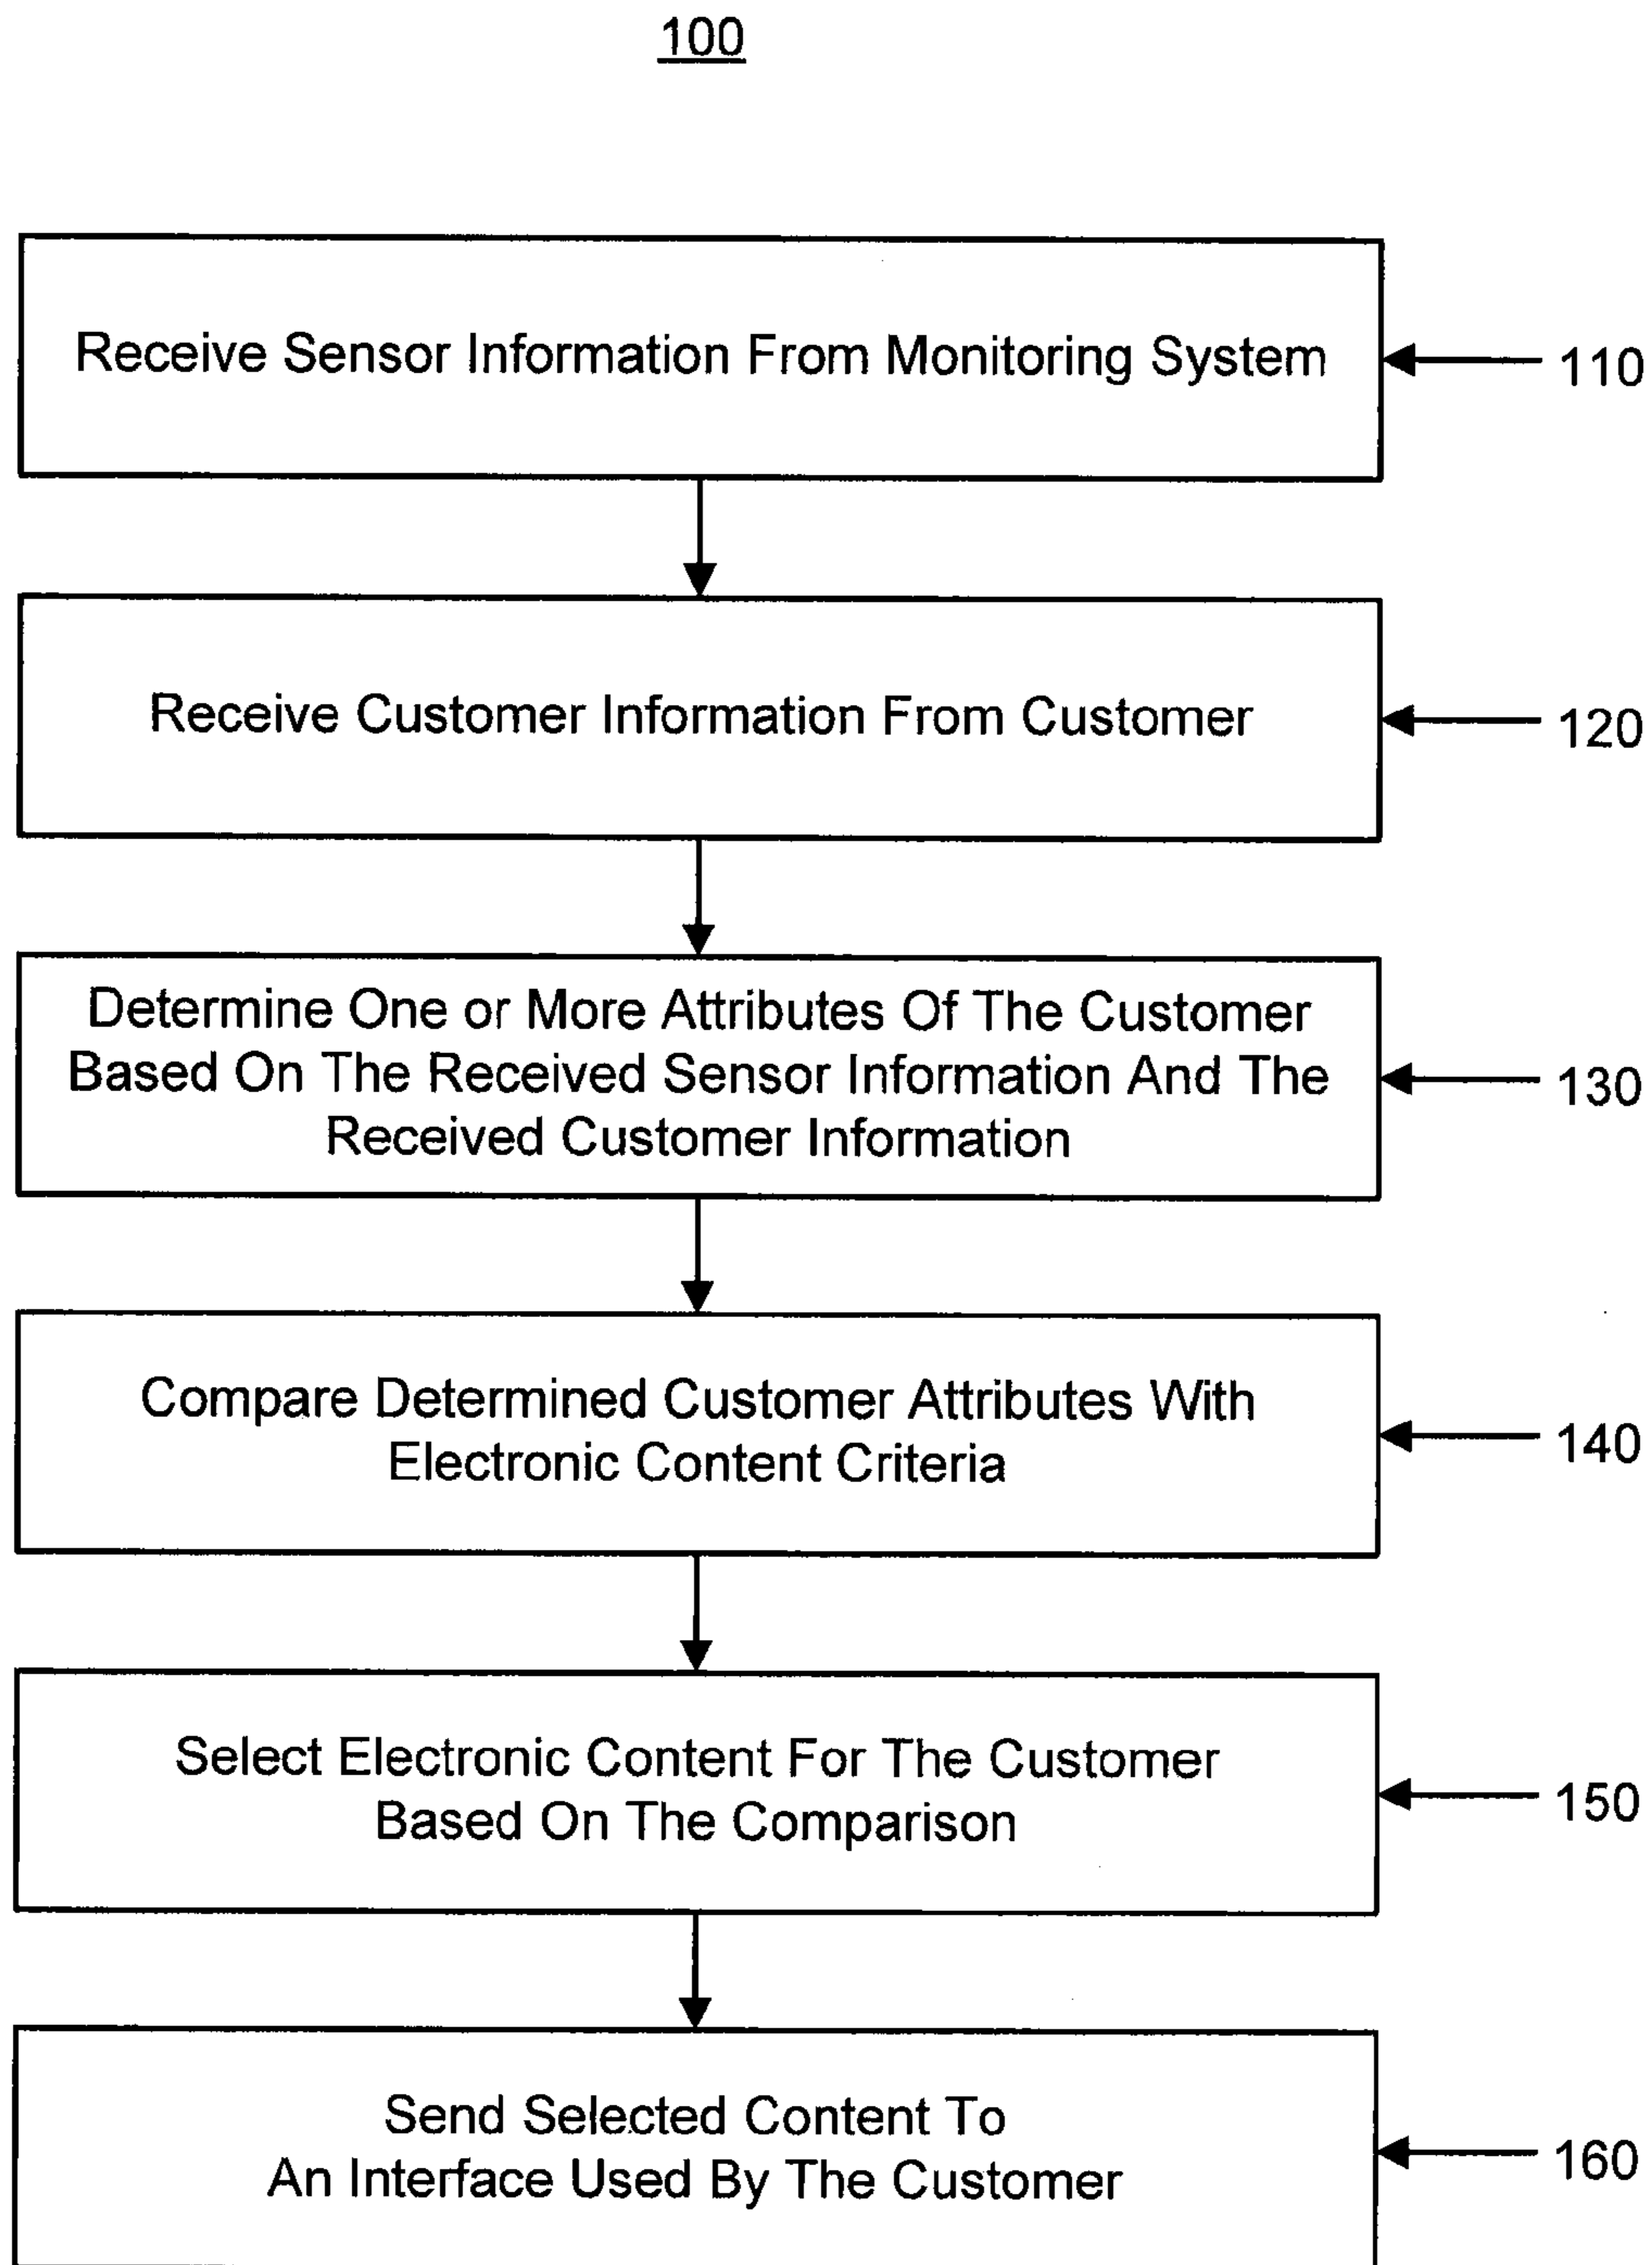 100
Receive Sensor Information From Monitoring System
110
Receive Customer Information From Customer
120
Determine One or More Attributes Of The Customer
Based On The Received Sensor Information And The
Received Customer Information
130
Compare Determined Customer Attributes With
Electronic Content Criteria
140
Select Electronic Content For The Customer
Based On The Comparison
150
Send Selected Content To
An Interface Used By The Customer
160